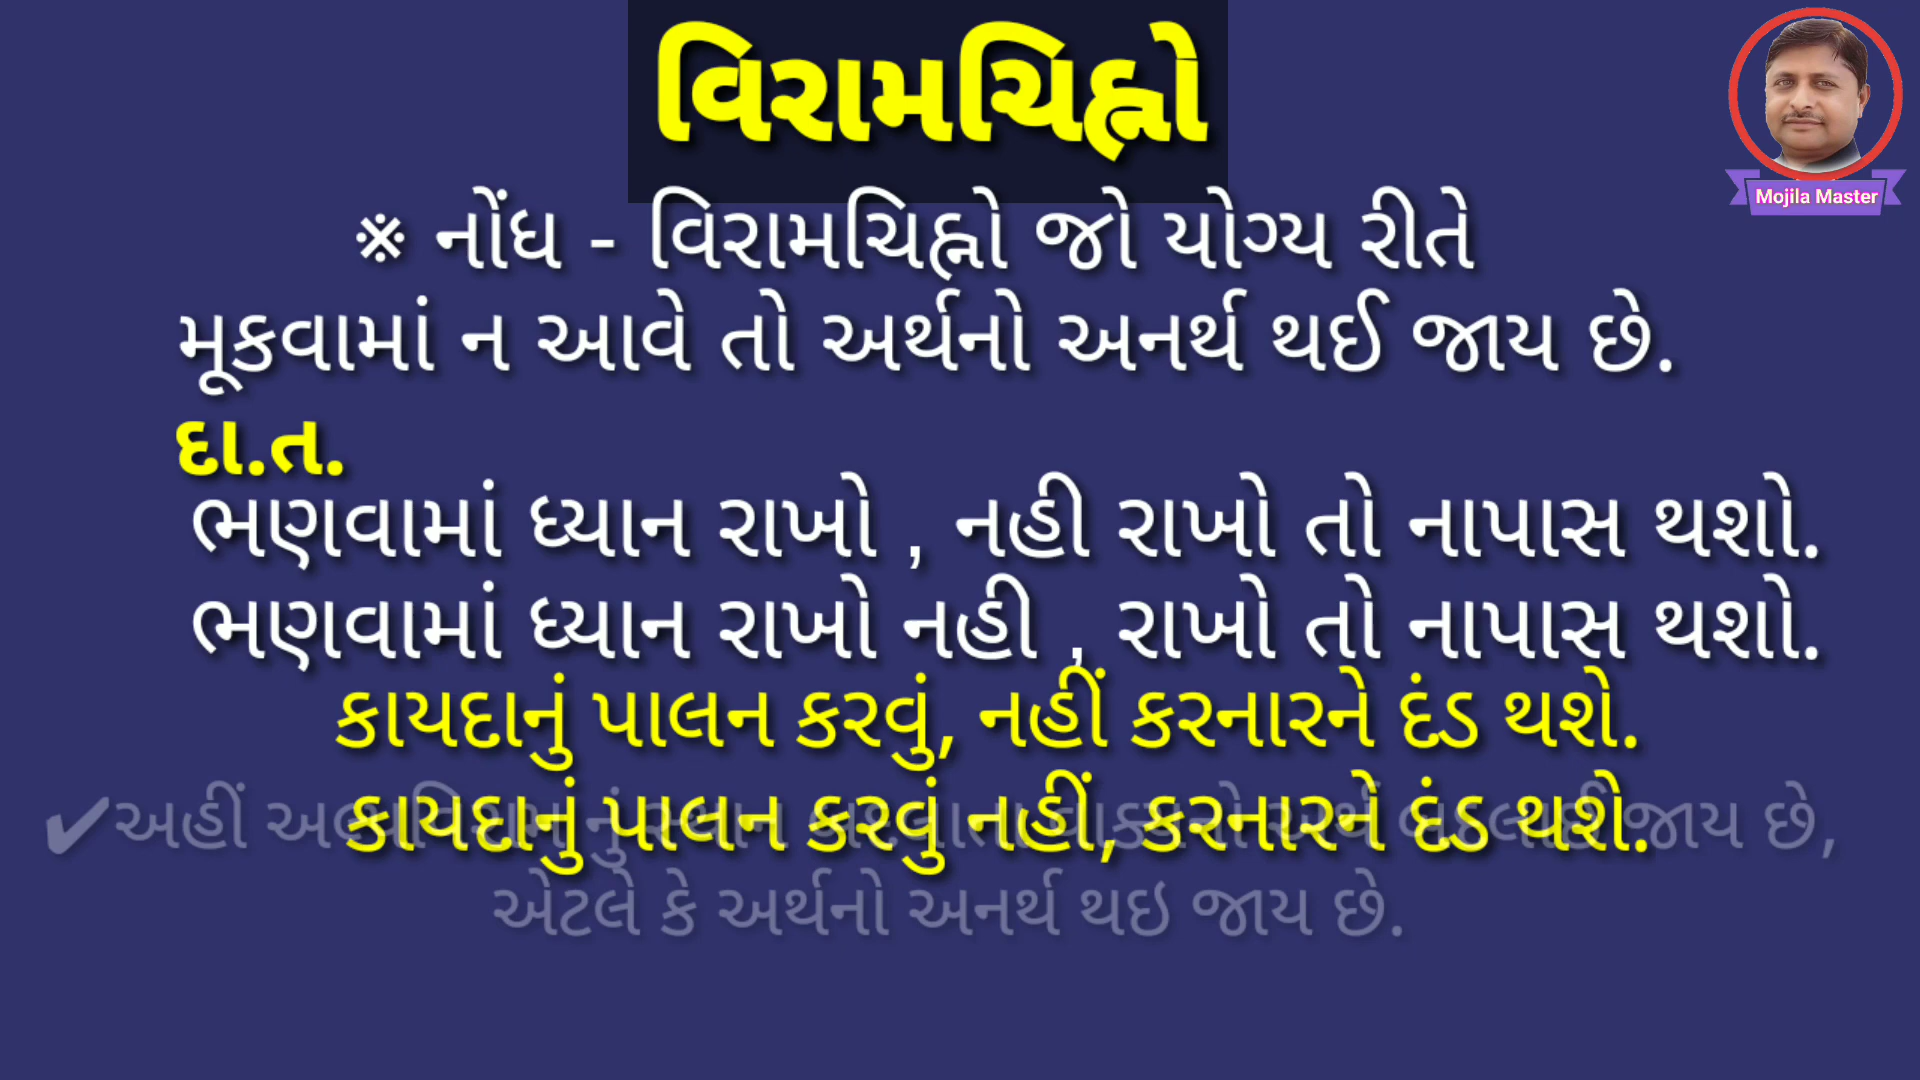 વિરામચિહ્નો
Mojila Master
※ નોંધ - વિરામચિહ્નો જો યોગ્ય રીતે
મૂકવામાં ન આવે તો અર્થનો અનર્થ થઈ જાય છે.
દા.ત.
ભણવામાં ધ્યાન રાખો , નહી રાખો તો નાપાસ થશો.
ભણવામાં ધ્યાન રાખો નહી , રાખો તો નાપાસ થશો.
કાયદાનું પાલન કરવું, નહીં કરનારને દંડ થશે.
કાયદાનું પાલન કરવું નહીં, કરનારને દંડ થશે.
✔અહીં જાય છે,
એટલે કે અર્થનો અનર્થ થઇ જાય છે.